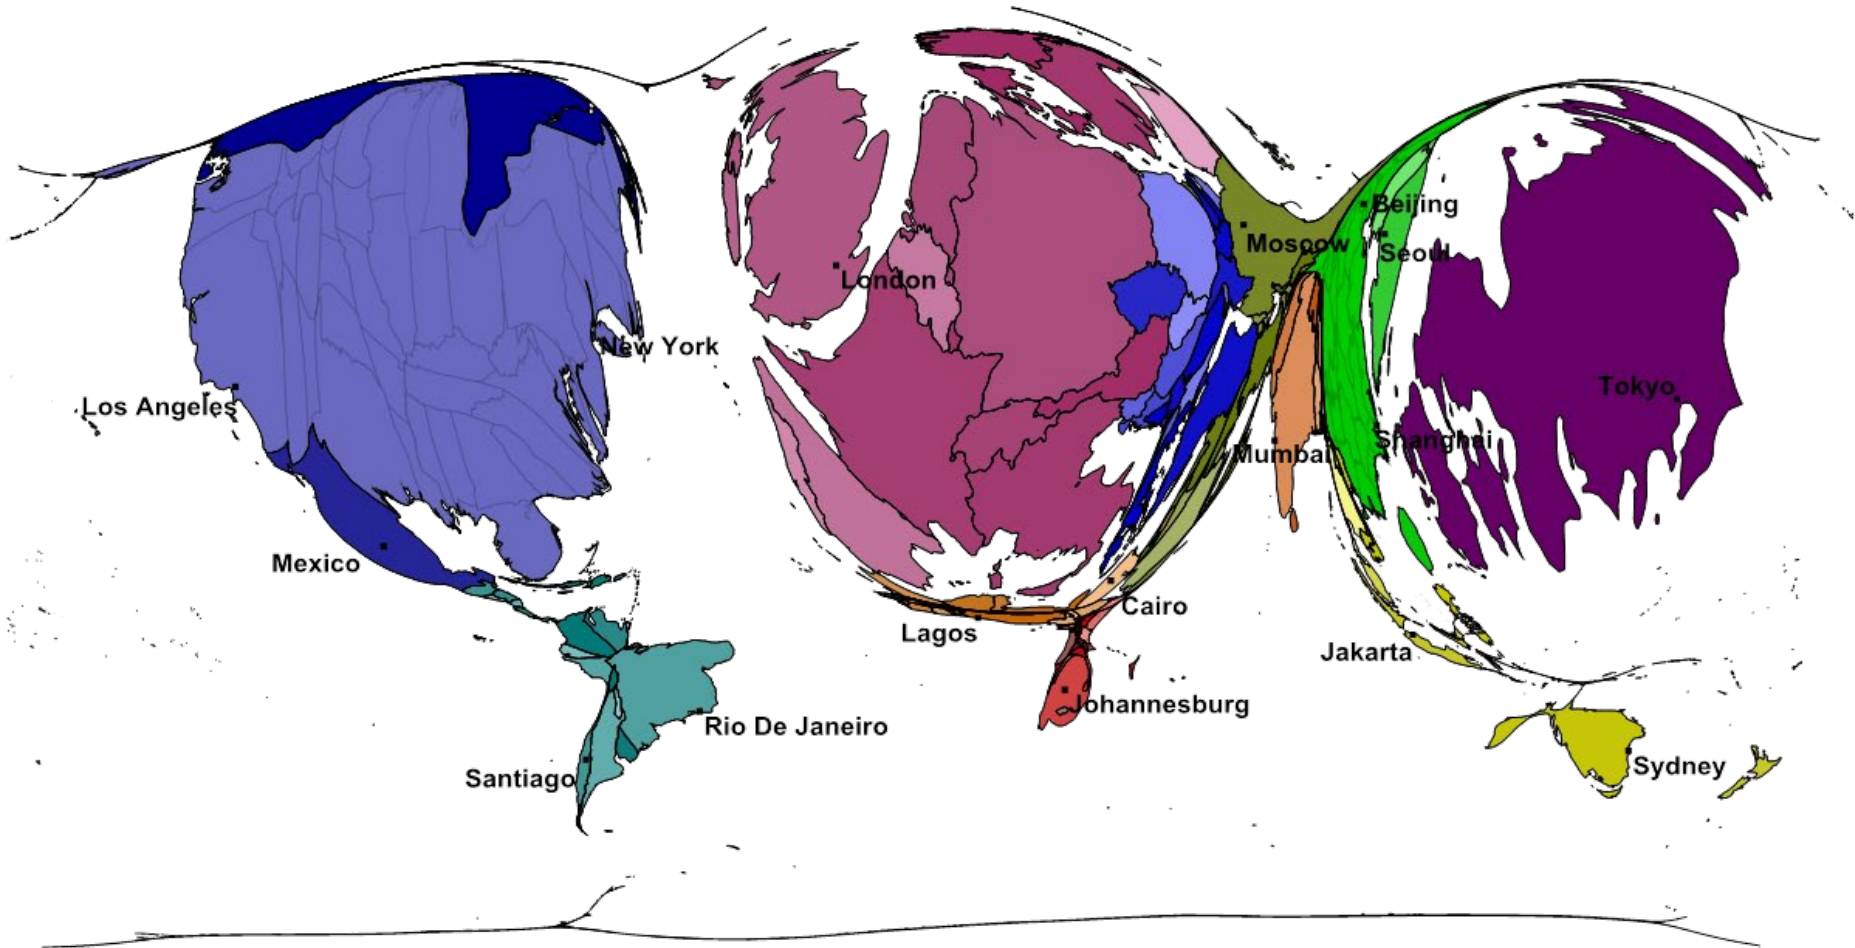 Beijing
Moscow
Seoul
London
New York
Los Angeles
Tokyo
Shanghai
Mumbai
Mexico
Cairo
Lagos
Jakarta
Johannesburg
Rio De Janeiro
Santiago
Sydney